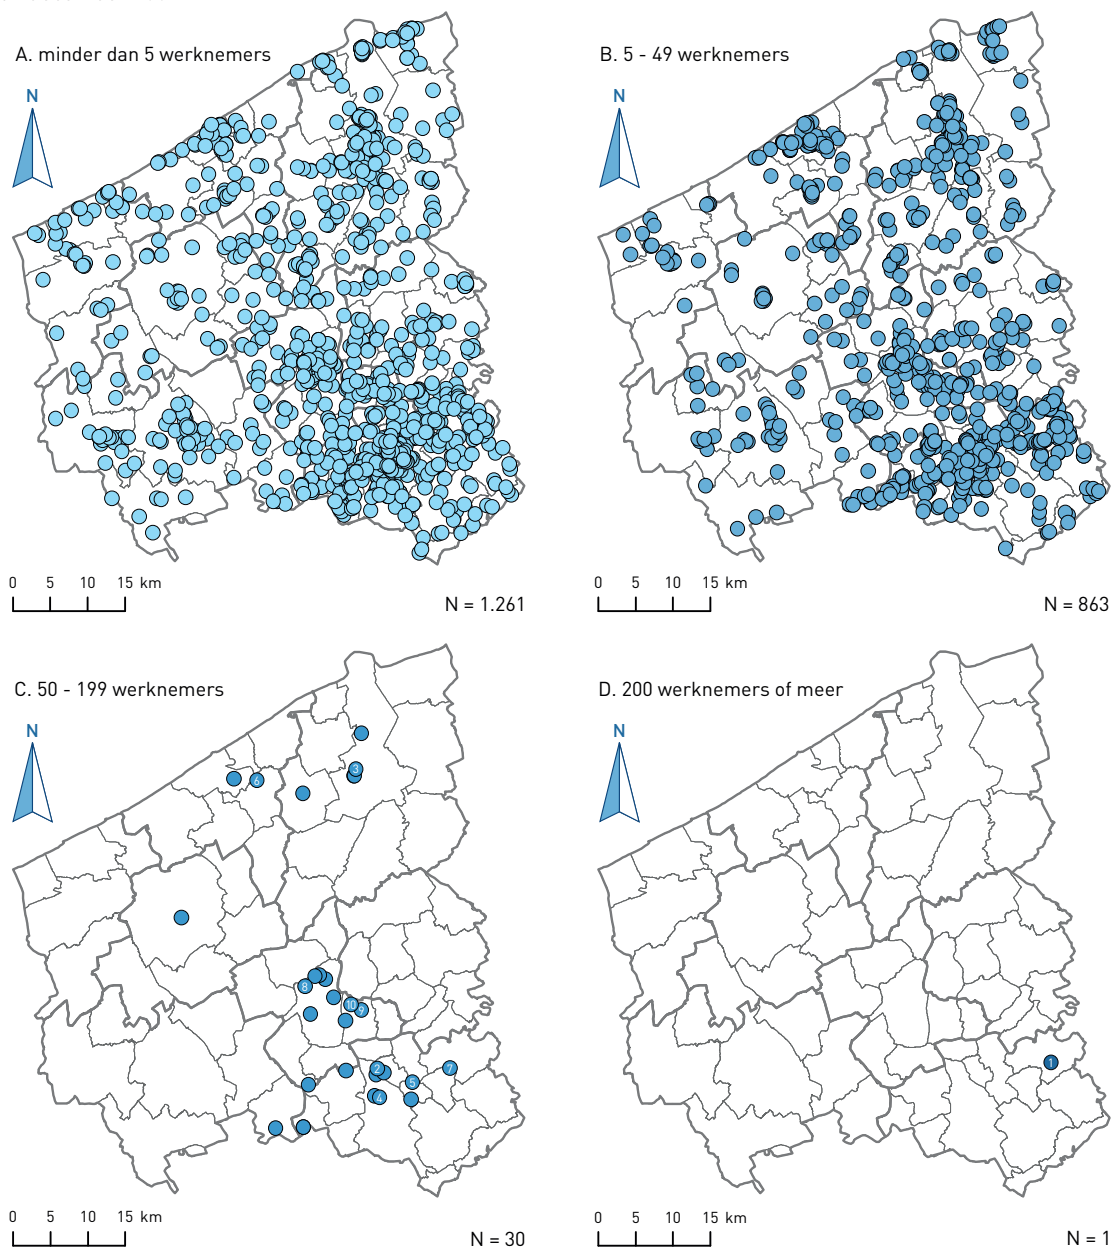 A. minder dan 5 werknemers
N
0 5 10 15 km
N = 1.261
B. 5 - 49 werknemers
N
0 5 10 15 km
N = 863
C. 50 - 199 werknemers
N
3
6
8
10
9
2
7
5
4
0 5 10 15 km
N = 30
D. 200 werknemers of meer
N
1
0 5 10 15 km
N = 1